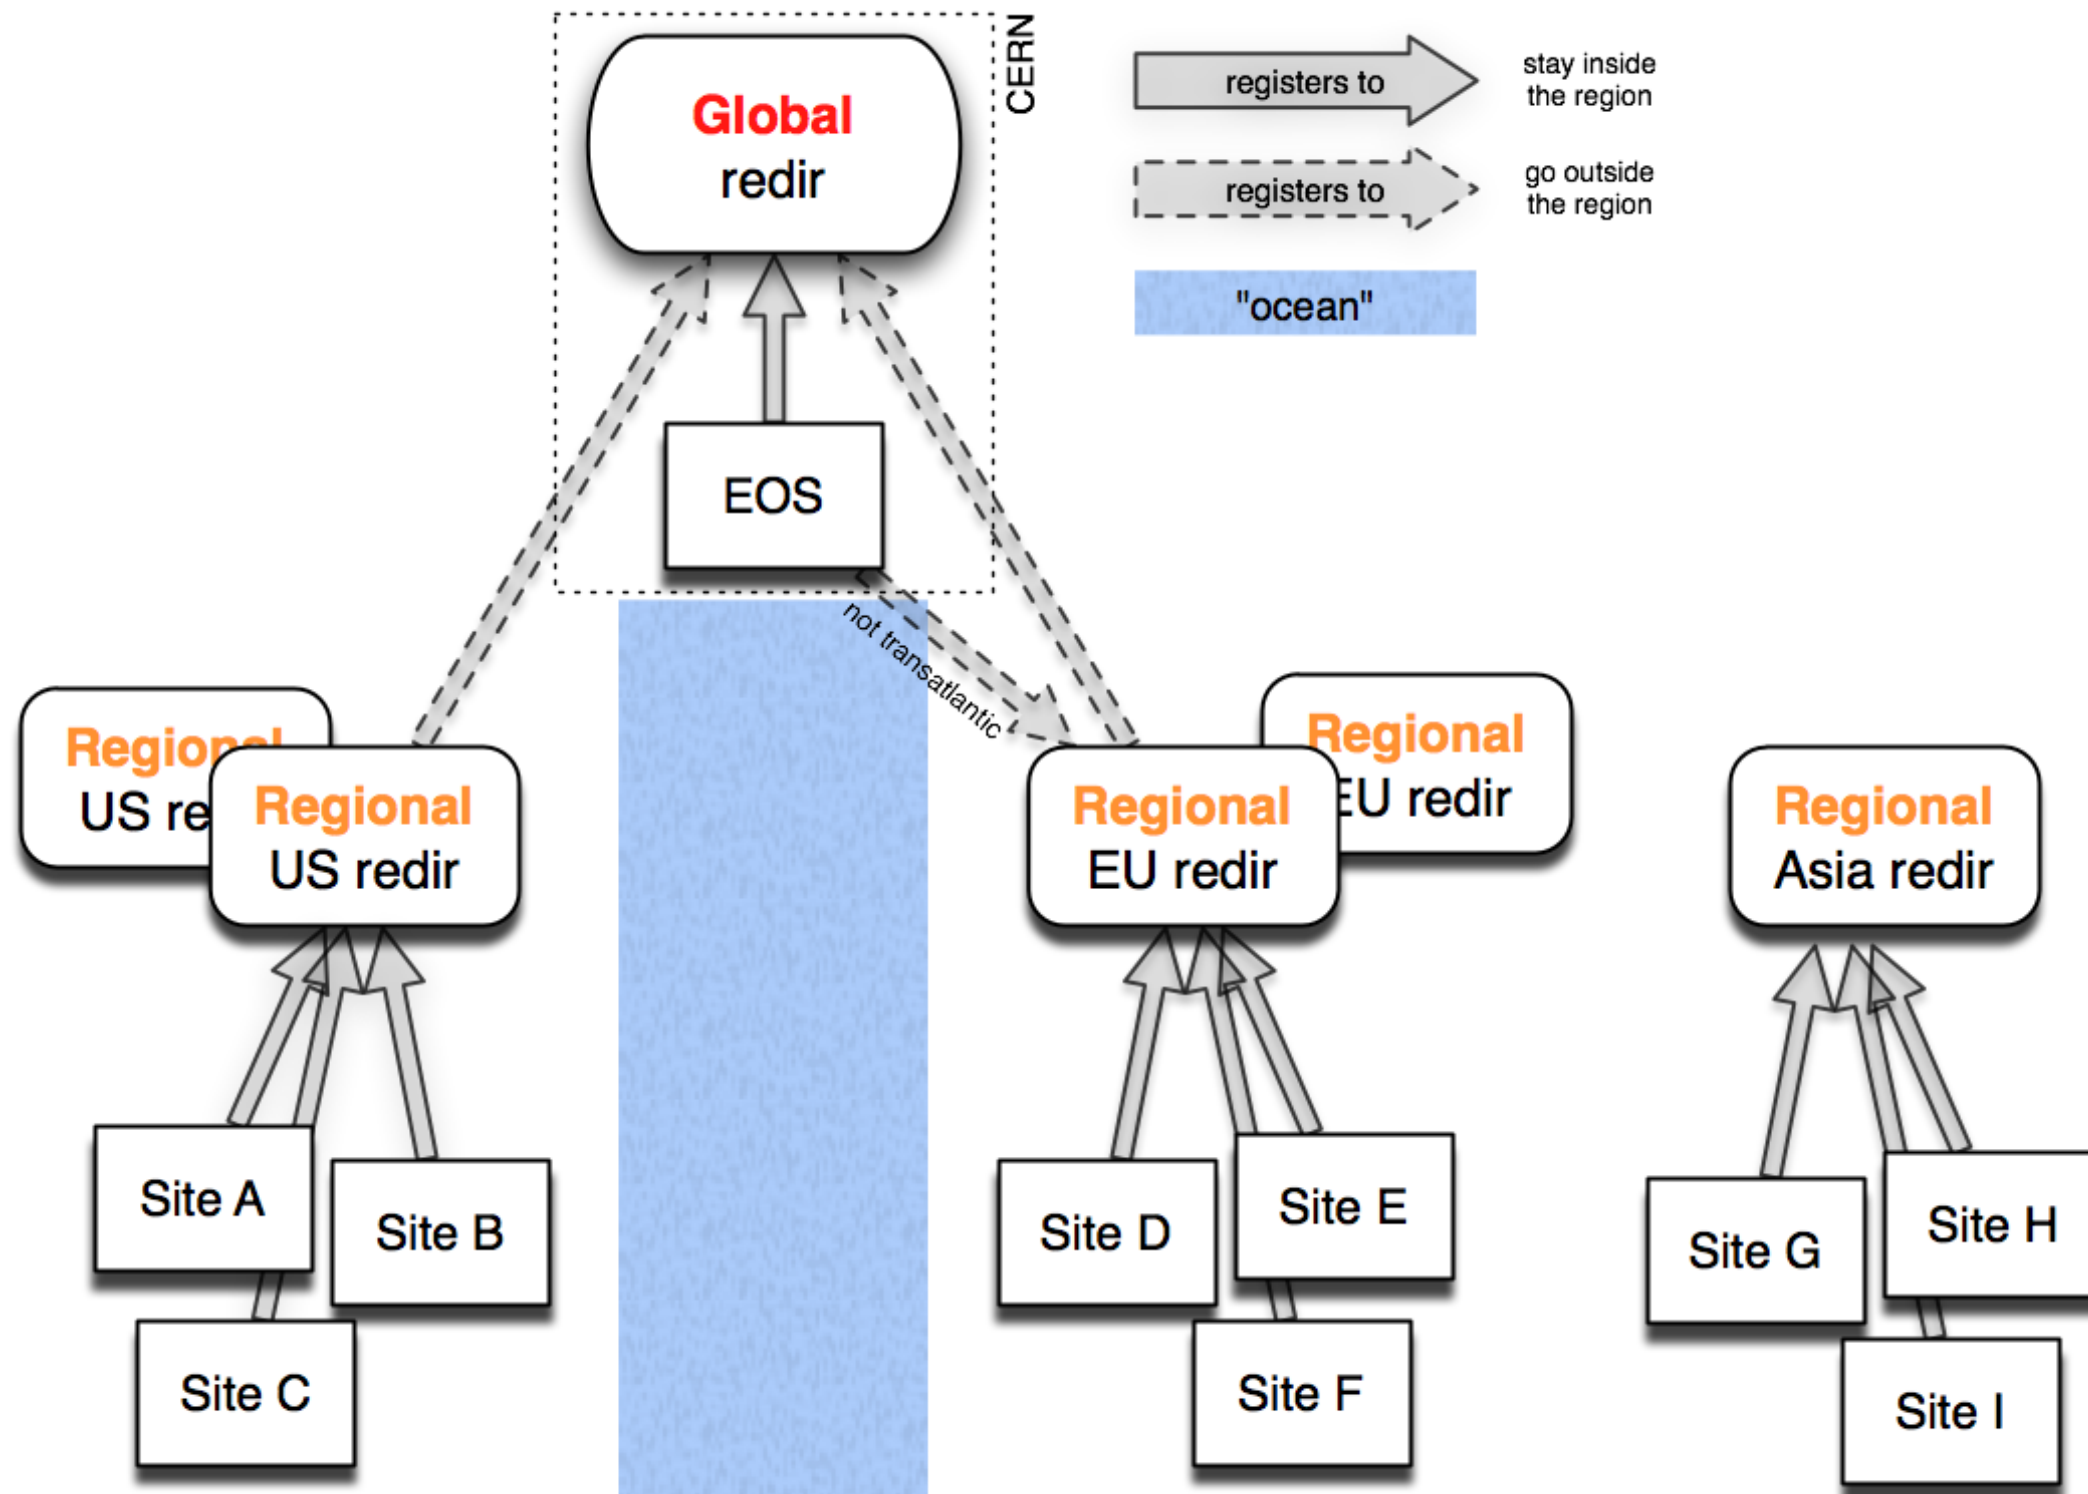 CERN
Global
redir
registers to
stay inside
the region
registers to
go outside
the region
"ocean"
EOS
not transatlantic
Regional
US re
Regional
US redir
Regional
EU redir
Regional
EU redir
Regional
Asia redir
Site A
Site B
Site C
Site D
Site E
Site F
Site G
Site H
Site I